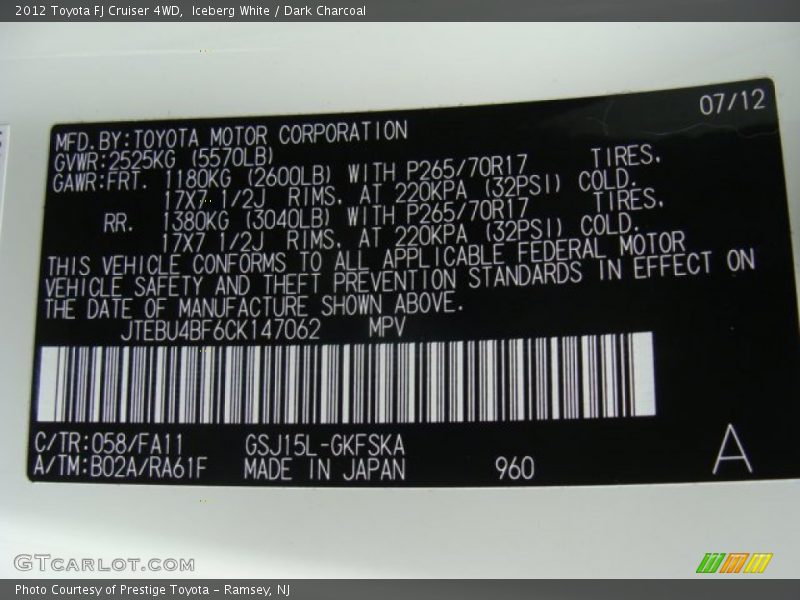 2012 Toyota FJ Cruiser 4WD, Iceberg White / Dark Charcoal
07/12
MFD.BY:TOYOTA MOTOR CORPORATION
GVWR:2525KG (5570LB)
GAWR:FRT. 1180KG (2600LB) WITH P265/70R17 TIRES,
17X7 1/2J RIMS, AT 220KPA (32PSI) COLD.
RR. 1380KG (3040LB) WITH P265/70R17 TIRES,
17X7 1/2J RIMS, AT 220KPA (32PSI) COLD.
THIS VEHICLE CONFORMS TO ALL APPLICABLE FEDERAL MOTOR
VEHICLE SAFETY AND THEFT PREVENTION STANDARDS IN EFFECT ON
THE DATE OF MANUFACTURE SHOWN ABOVE.
JTEBU4BF6CK147062 MPV
C/TR:058/FA11 GSJ15L-GKFSKA
A/TM:B02A/RA61F MADE IN JAPAN 960 A
GTCARLOT.COM
Photo Courtesy of Prestige Toyota - Ramsey, NJ